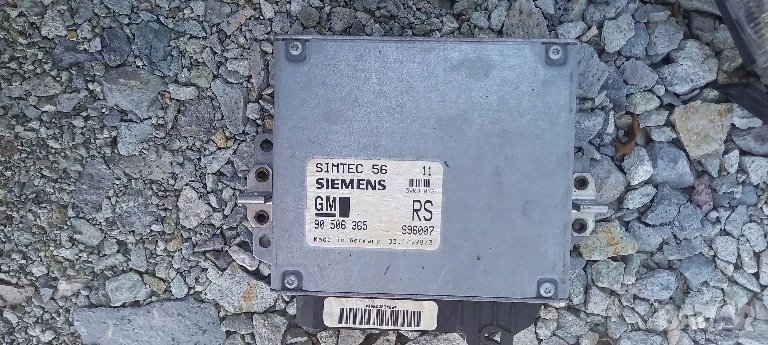 SIMTEC 56 11
SIEMENS
GM RS
90 506 365 S96007
Made in Germany